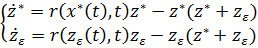 ż* = r(x*(t), t)z* − z*(z* + z_ε)
ż_ε = r(z_ε(t), t)z_ε − z_ε(z* + z_ε)